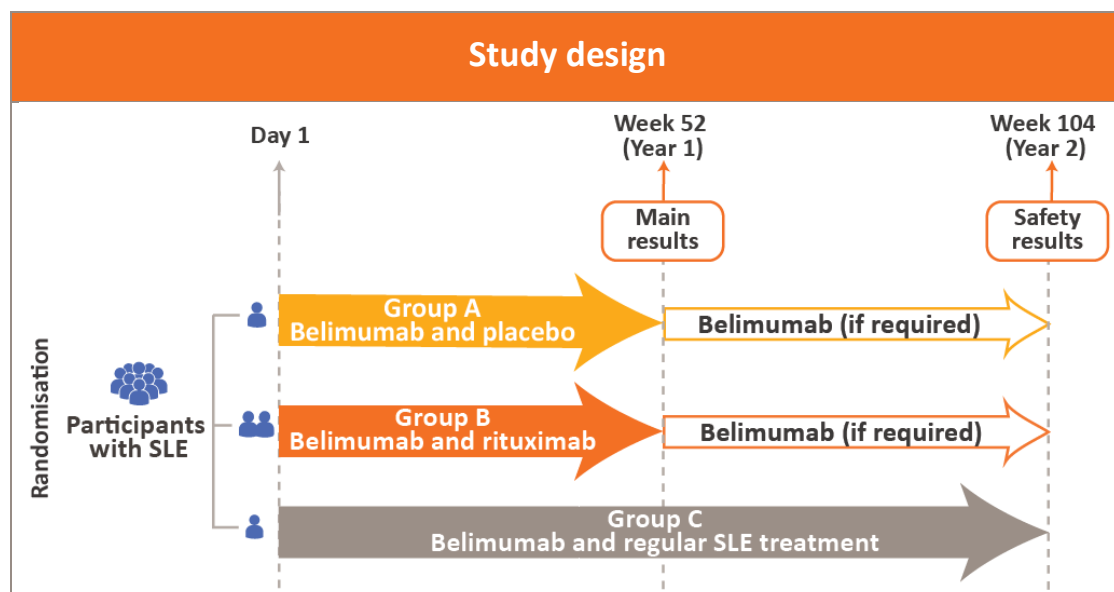 Study design
Day 1
Week 52
(Year 1)
Week 104
(Year 2)
Main
results
Safety
results
Randomisation
Participants
with SLE
Group A
Belimumab and placebo
Belimumab (if required)
Group B
Belimumab and rituximab
Belimumab (if required)
Group C
Belimumab and regular SLE treatment